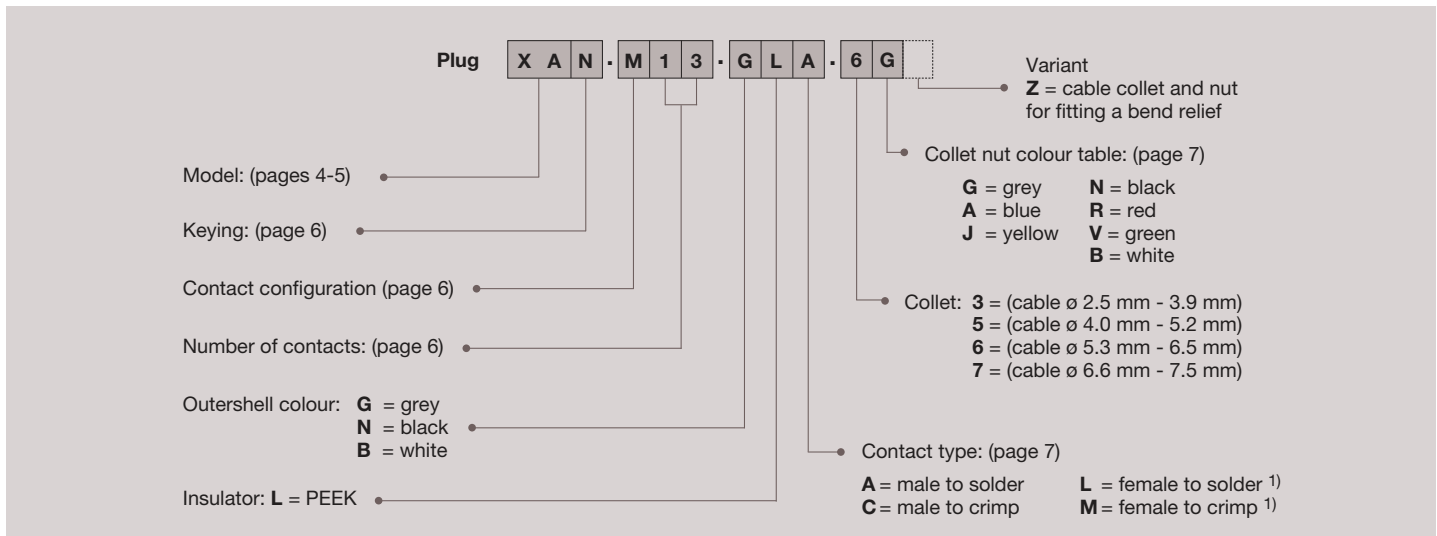 Plug X A N · M 1 3 · G L A · 6 G
Variant
Z = cable collet and nut
for fitting a bend relief
Collet nut colour table: (page 7)
G = grey N = black
A = blue R = red
J = yellow V = green
B = white
Model: (pages 4-5)
Keying: (page 6)
Contact configuration (page 6)
Number of contacts: (page 6)
Collet: 3 = (cable ø 2.5 mm - 3.9 mm)
5 = (cable ø 4.0 mm - 5.2 mm)
6 = (cable ø 5.3 mm - 6.5 mm)
7 = (cable ø 6.6 mm - 7.5 mm)
Outershell colour: G = grey
N = black
B = white
Insulator: L = PEEK
Contact type: (page 7)
A = male to solder L = female to solder 1)
C = male to crimp M = female to crimp 1)